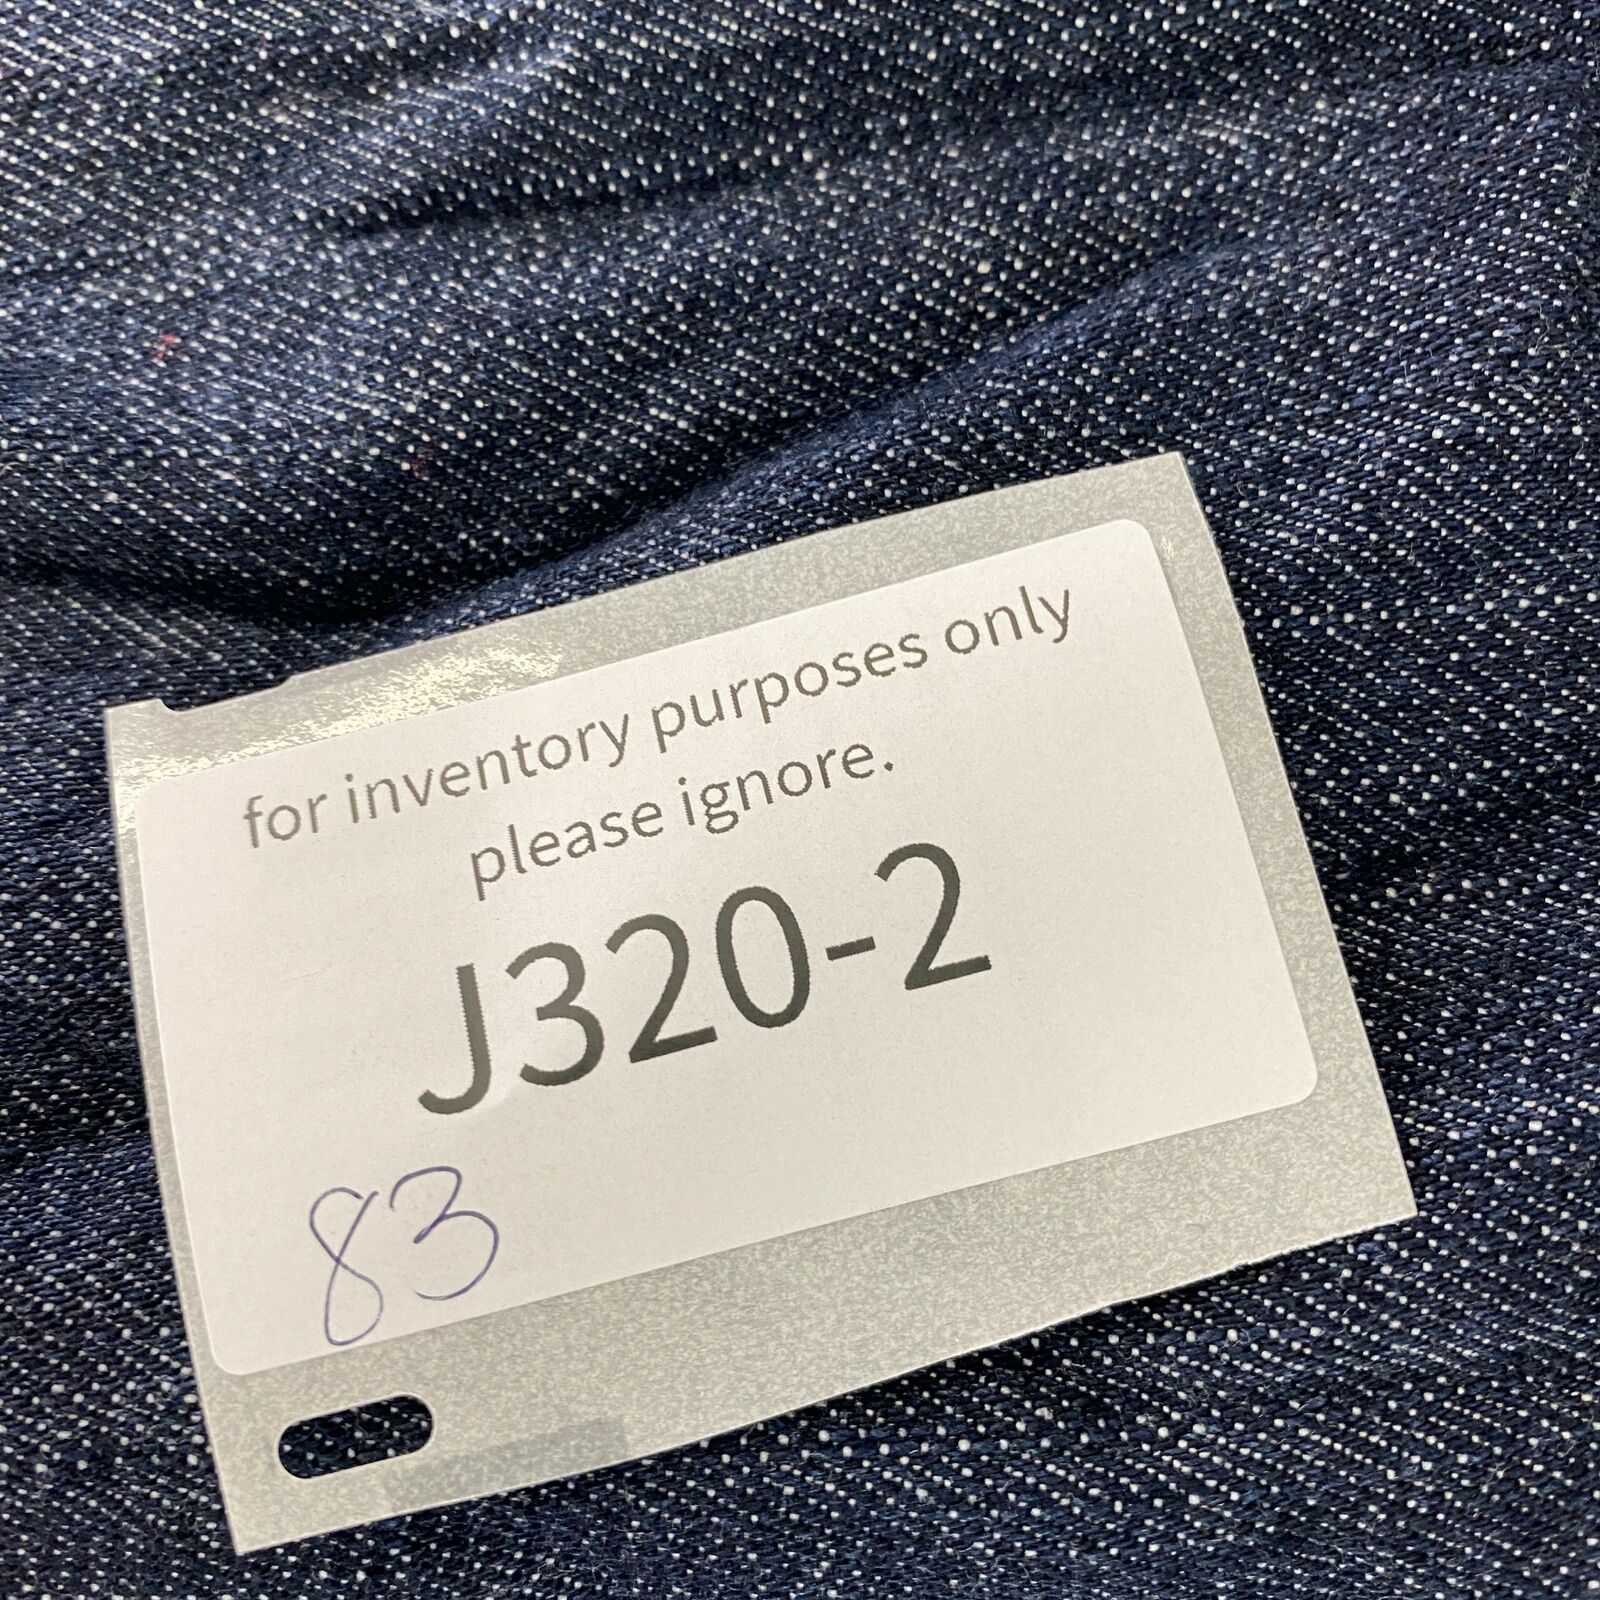 for inventory purposes only
please ignore.
J320-2
83